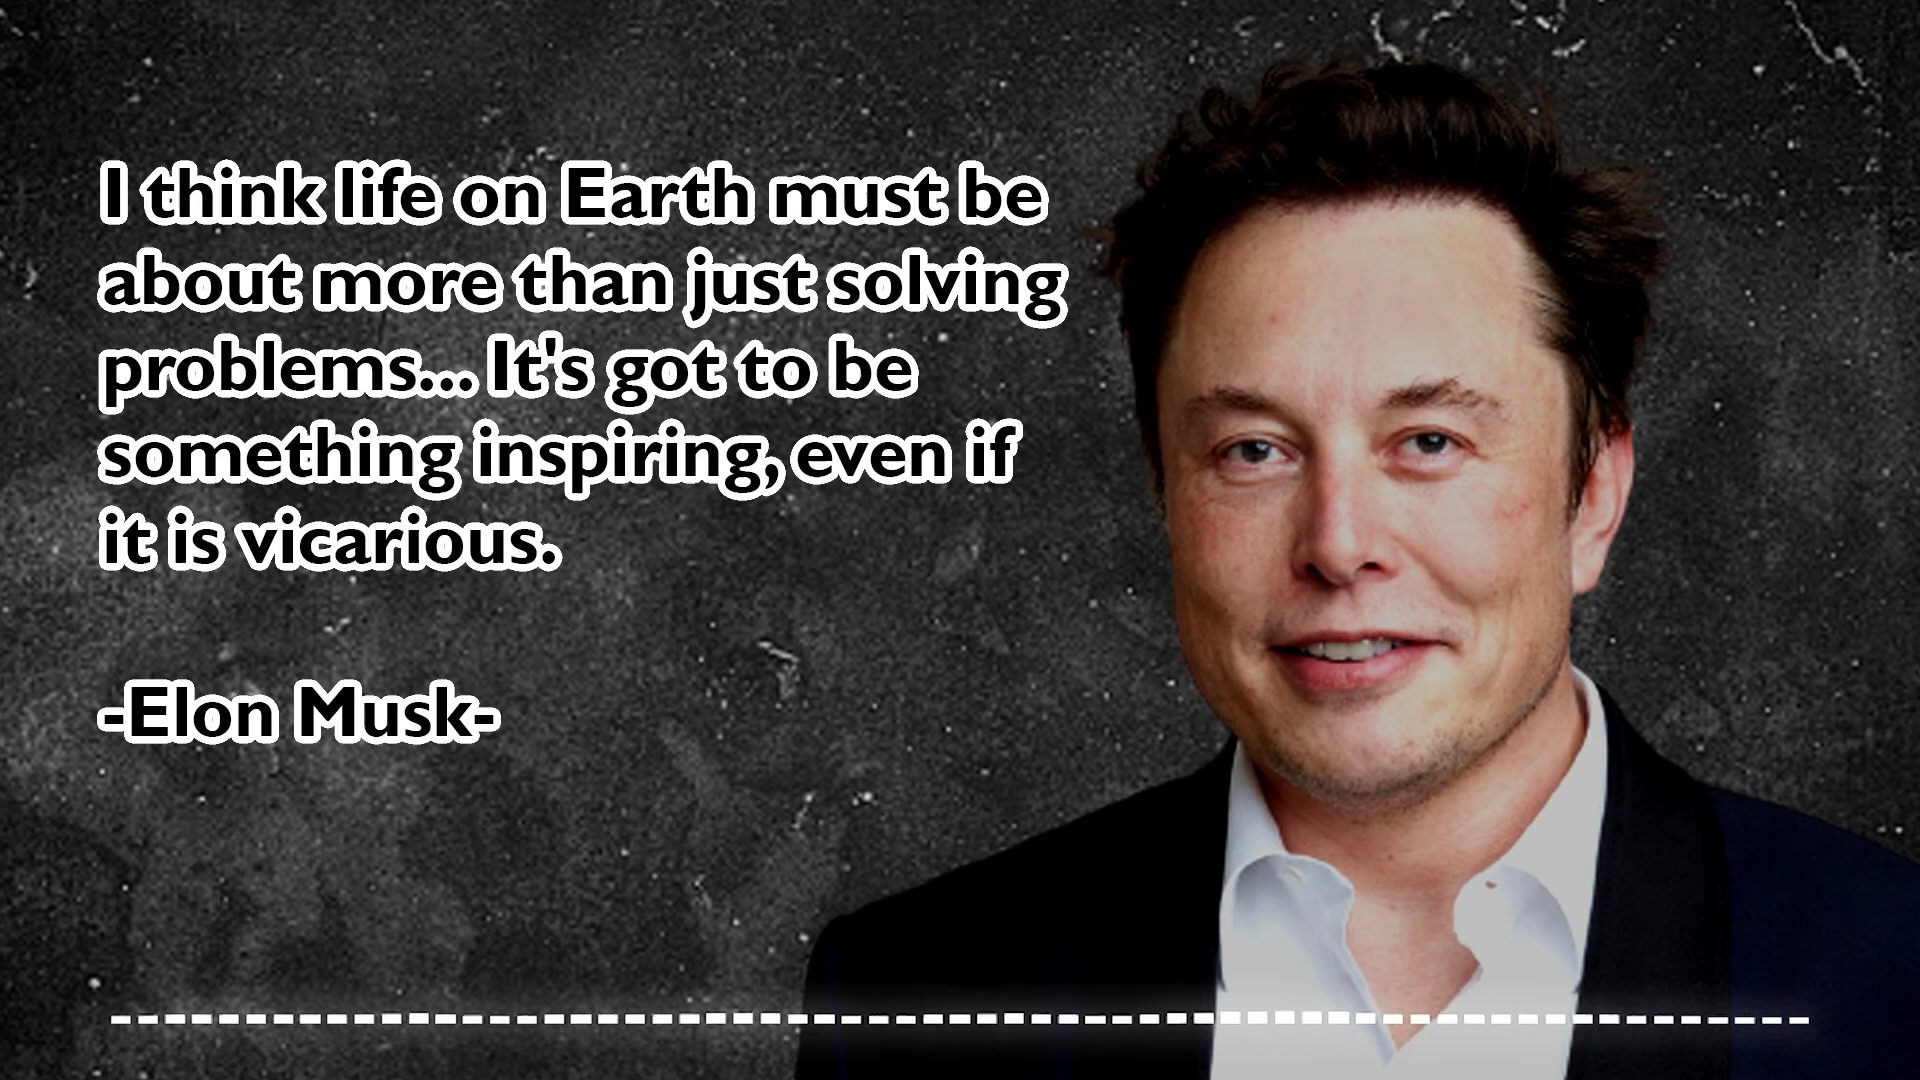 I think life on Earth must be
about more than just solving
problems... It's got to be
something inspiring, even if
it is vicarious.
-Elon Musk-